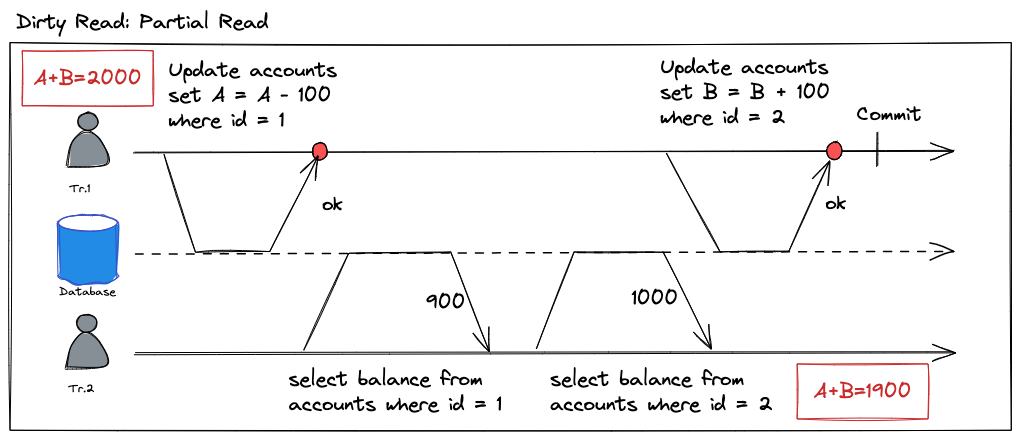 Dirty Read: Partial Read
A+B=2000
Update accounts
set A = A - 100
where id = 1
Update accounts
set B = B + 100
where id = 2
Commit
Tr.1
ok
ok
Database
900
1000
Tr.2
select balance from
accounts where id = 1
select balance from
accounts where id = 2
A+B=1900